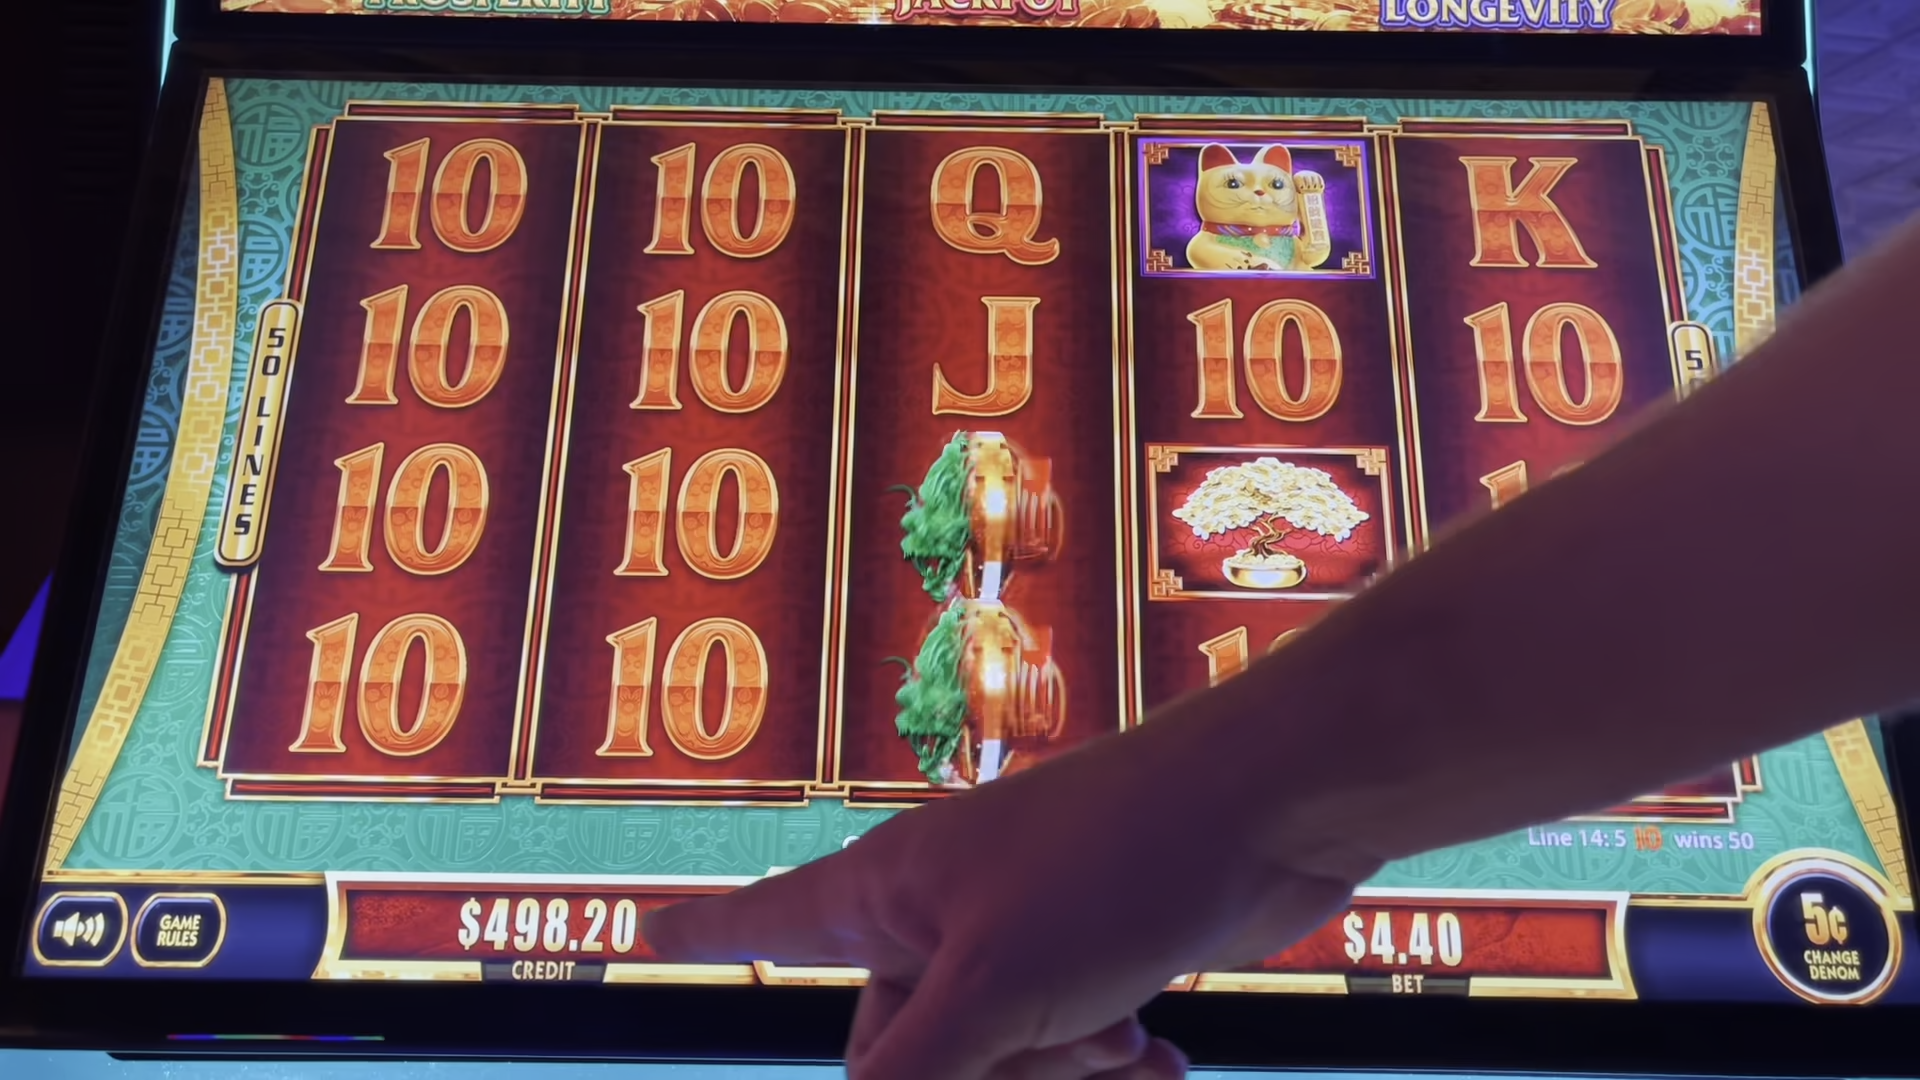 PROSPERITY
JACKPOT
LONGEVITY
10 10 Q K
10 10 J 10 10
10 10
10 10
50 LINES
5
Line 14: 5 10 wins 50
GAME
RULES
$498.20
CREDIT
$4.40
BET
5¢
CHANGE
DENOM